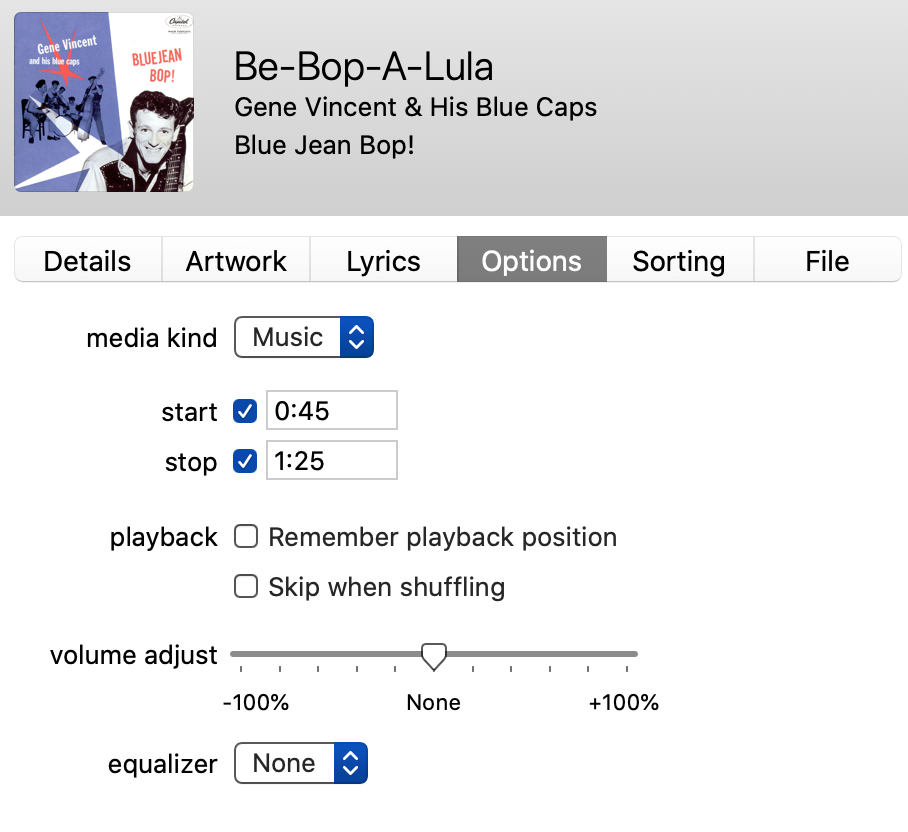 Capitol
Gene Vincent
and his blue caps
BLUEJEAN
BOP!
Be-Bop-A-Lula
Gene Vincent & His Blue Caps
Blue Jean Bop!
Details Artwork Lyrics Options Sorting File
media kind Music
start 0:45
stop 1:25
playback Remember playback position
Skip when shuffling
volume adjust
-100% None +100%
equalizer None